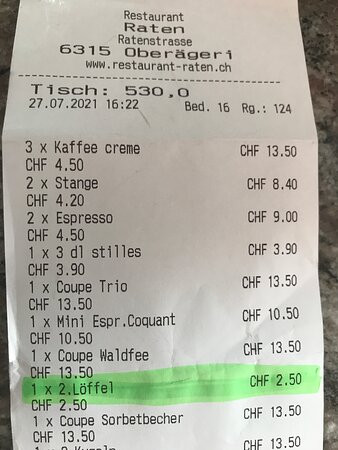 Restaurant
Raten
Ratenstrasse
6315 Oberägeri
www.restaurant-raten.ch
Tisch: 530,0
27.07.2021 16:22 Bed. 16 Rg.: 124
3 x Kaffee creme CHF 13.50
CHF 4.50
2 x Stange CHF 8.40
CHF 4.20
2 x Espresso CHF 9.00
CHF 4.50
1 x 3 dl stilles CHF 3.90
CHF 3.90
1 x Coupe Trio CHF 13.50
CHF 13.50
1 x Mini Espr.Coquant CHF 10.50
CHF 10.50
1 x Coupe Waldfee CHF 13.50
CHF 13.50
1 x 2.Löffel CHF 2.50
CHF 2.50
1 x Coupe Sorbetbecher CHF 13.50
CHF 13.50